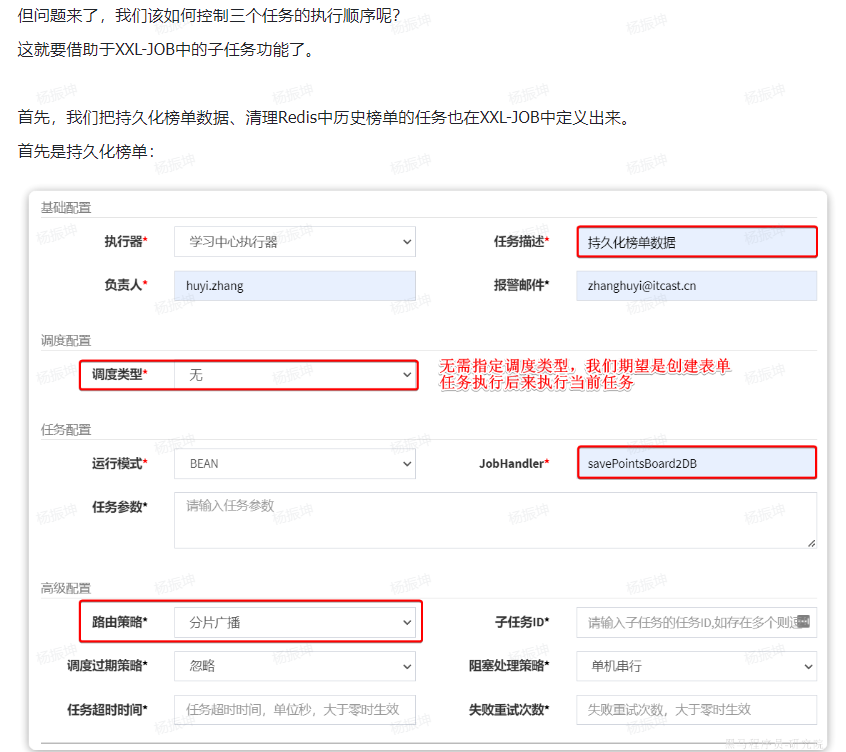 但问题来了，我们该如何控制三个任务的执行顺序呢？
这就要借助于XXL-JOB中的子任务功能了。
首先，我们把持久化榜单数据、清理Redis中历史榜单的任务也在XXL-JOB中定义出来。
首先是持久化榜单：
基础配置
执行器* 学习中心执行器 任务描述* 持久化榜单数据
负责人* huyi.zhang 报警邮件* zhanghuyi@itcast.cn
调度配置
调度类型* 无 无需指定调度类型，我们期望是创建表单
任务执行后来执行当前任务
任务配置
运行模式* BEAN JobHandler* savePointsBoard2DB
任务参数* 请输入任务参数
高级配置
路由策略* 分片广播 子任务ID* 请输入子任务的任务ID,如存在多个则逗
调度过期策略* 忽略 阻塞处理策略* 单机串行
任务超时时间* 任务超时时间，单位秒，大于零时生效 失败重试次数* 失败重试次数，大于零时生效
杨振坤